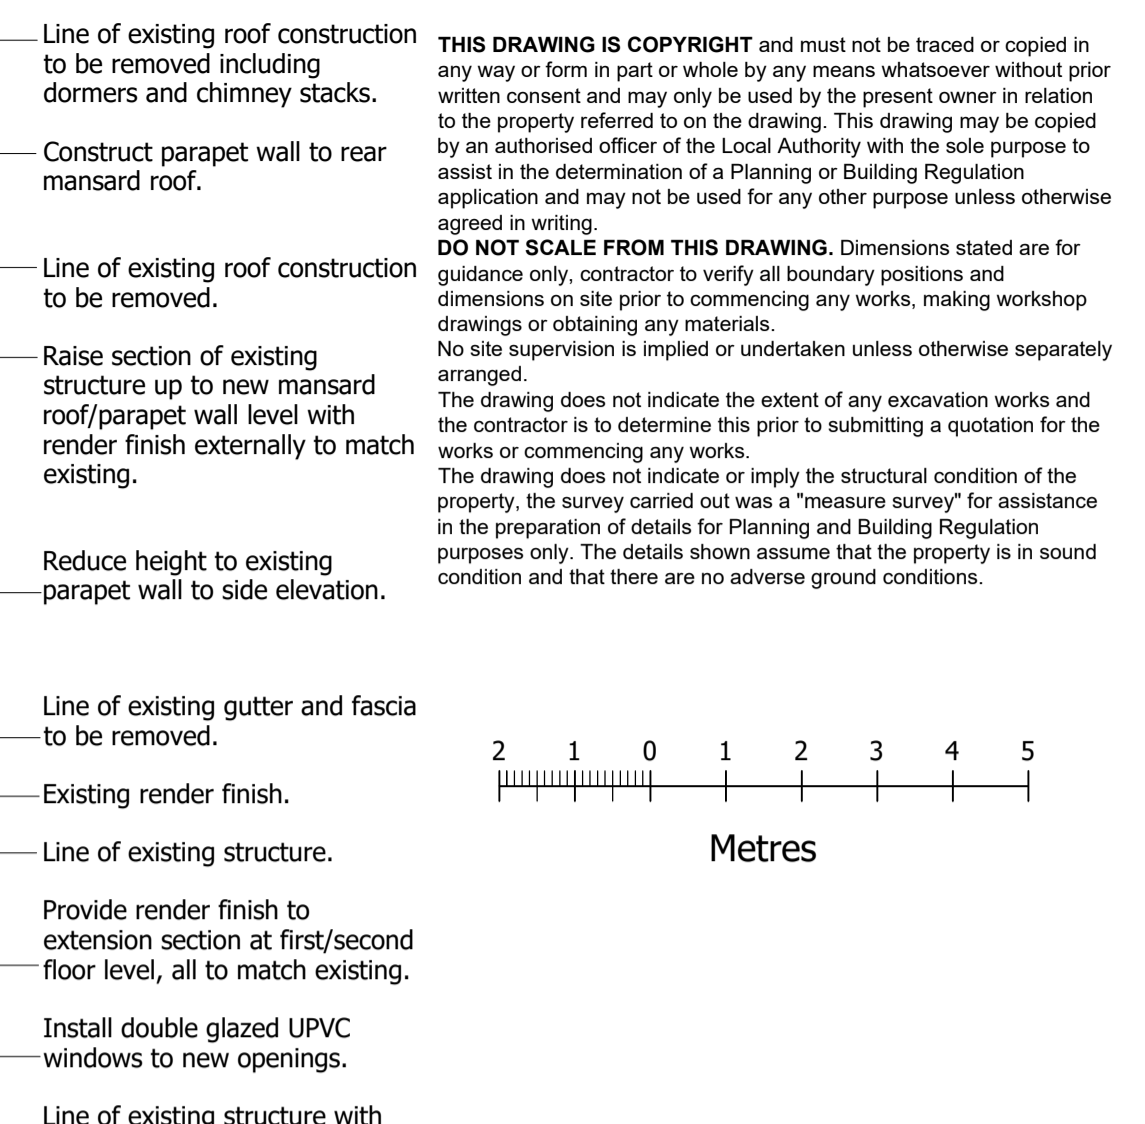 Line of existing roof construction
to be removed including
dormers and chimney stacks.
Construct parapet wall to rear
mansard roof.
Line of existing roof construction
to be removed.
Raise section of existing
structure up to new mansard
roof/parapet wall level with
render finish externally to match
existing.
Reduce height to existing
parapet wall to side elevation.
Line of existing gutter and fascia
to be removed.
Existing render finish.
Line of existing structure.
Provide render finish to
extension section at first/second
floor level, all to match existing.
Install double glazed UPVC
windows to new openings.
Line of existing structure with
THIS DRAWING IS COPYRIGHT and must not be traced or copied in
any way or form in part or whole by any means whatsoever without prior
written consent and may only be used by the present owner in relation
to the property referred to on the drawing. This drawing may be copied
by an authorised officer of the Local Authority with the sole purpose to
assist in the determination of a Planning or Building Regulation
application and may not be used for any other purpose unless otherwise
agreed in writing.
DO NOT SCALE FROM THIS DRAWING. Dimensions stated are for
guidance only, contractor to verify all boundary positions and
dimensions on site prior to commencing any works, making workshop
drawings or obtaining any materials.
No site supervision is implied or undertaken unless otherwise separately
arranged.
The drawing does not indicate the extent of any excavation works and
the contractor is to determine this prior to submitting a quotation for the
works or commencing any works.
The drawing does not indicate or imply the structural condition of the
property, the survey carried out was a "measure survey" for assistance
in the preparation of details for Planning and Building Regulation
purposes only. The details shown assume that the property is in sound
condition and that there are no adverse ground conditions.
2 1 0 1 2 3 4 5
Metres